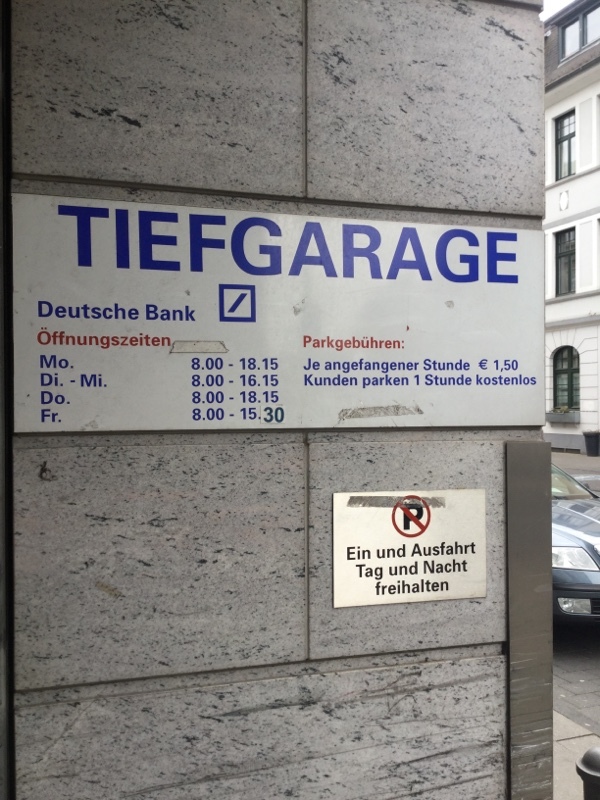 TIEFGARAGE
Deutsche Bank
Öffnungszeiten
Mo. 8.00 - 18.15
Di. - Mi. 8.00 - 16.15
Do. 8.00 - 18.15
Fr. 8.00 - 15.30
Parkgebühren:
Je angefangener Stunde € 1,50
Kunden parken 1 Stunde kostenlos
P
Ein und Ausfahrt
Tag und Nacht
freihalten